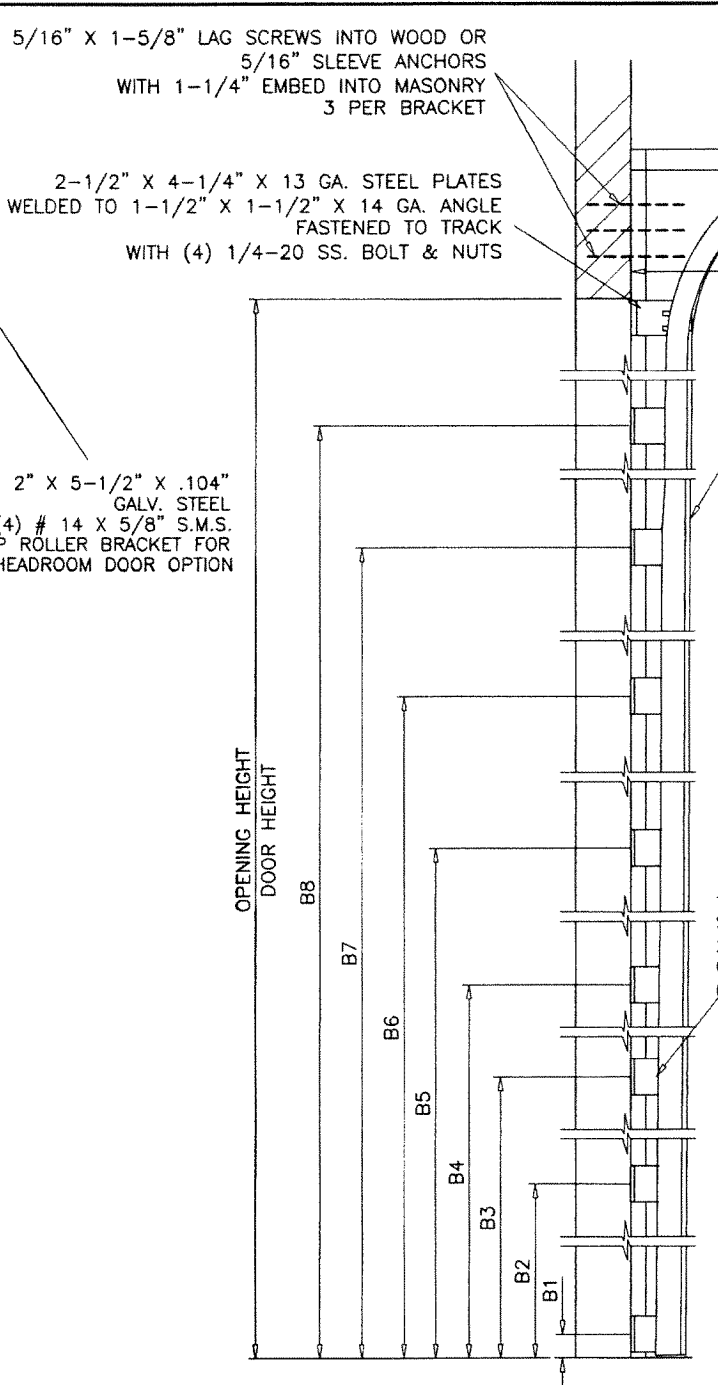 5/16" X 1-5/8" LAG SCREWS INTO WOOD OR
5/16" SLEEVE ANCHORS
WITH 1-1/4" EMBED INTO MASONRY
3 PER BRACKET
2-1/2" X 4-1/4" X 13 GA. STEEL PLATES
WELDED TO 1-1/2" X 1-1/2" X 14 GA. ANGLE
FASTENED TO TRACK
WITH (4) 1/4-20 SS. BOLT & NUTS
2" X 5-1/2" X .104"
GALV. STEEL
(4) # 14 X 5/8" S.M.S.
P ROLLER BRACKET FOR
HEADROOM DOOR OPTION
OPENING HEIGHT
DOOR HEIGHT
B8
B7
B6
B5
B4
B3
B2
B1